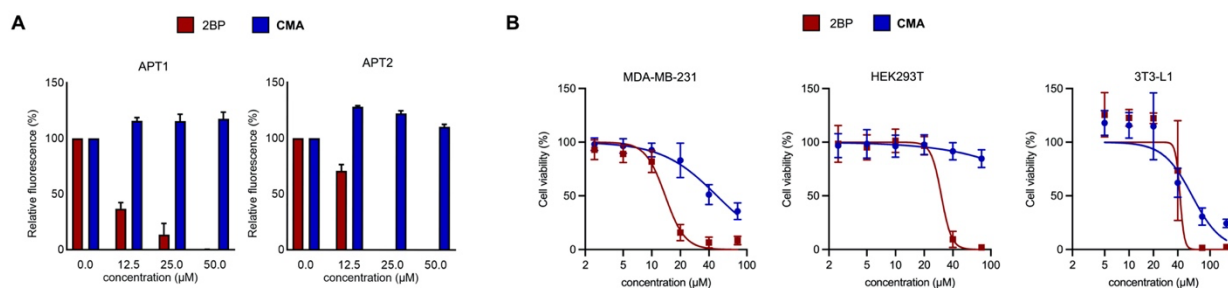 A
2BP
CMA
APT1
APT2
Relative fluorescence (%)
150
100
50
0
0.0
12.5
25.0
50.0
concentration (µM)
Relative fluorescence (%)
150
100
50
0
0.0
12.5
25.0
50.0
concentration (µM)
B
2BP
CMA
MDA-MB-231
Cell viability (%)
150
100
50
0
2
5
10
20
40
100
concentration (µM)
HEK293T
Cell viability (%)
150
100
50
0
2
5
10
20
40
100
concentration (µM)
3T3-L1
Cell viability (%)
150
100
50
0
2
5
10
20
40
100
concentration (µM)